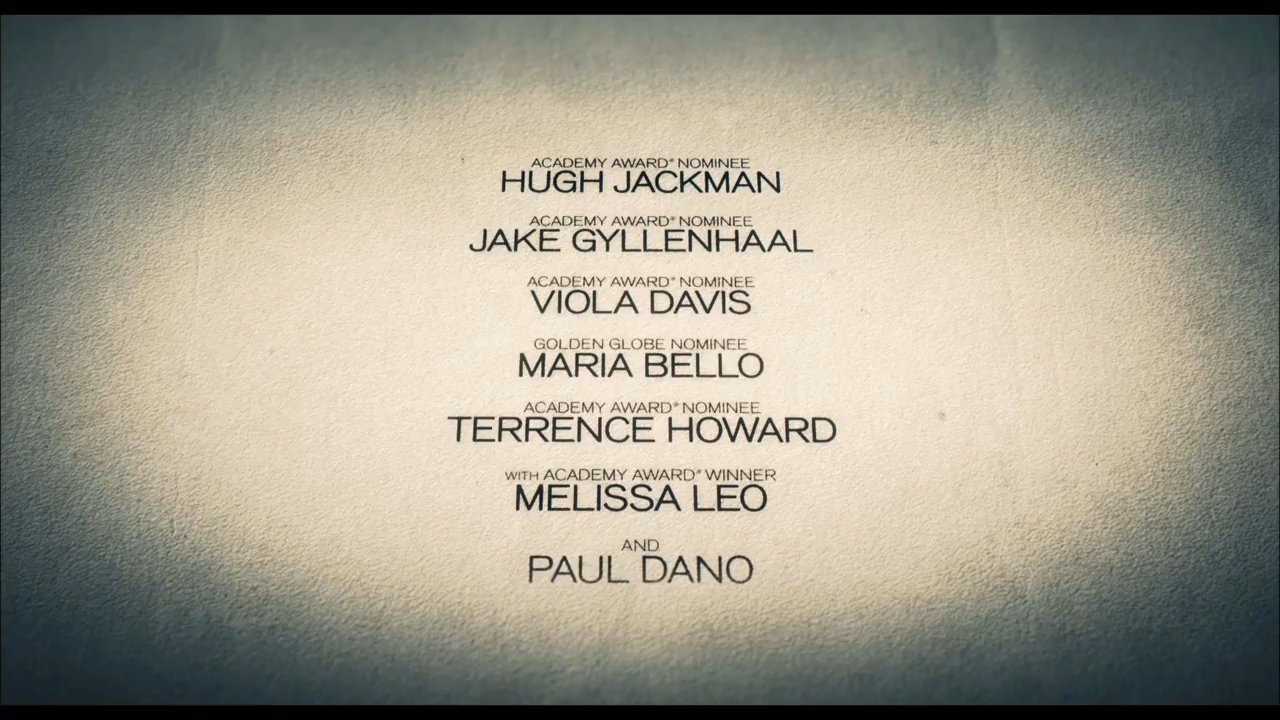 ACADEMY AWARD® NOMINEE
HUGH JACKMAN
ACADEMY AWARD® NOMINEE
JAKE GYLLENHAAL
ACADEMY AWARD® NOMINEE
VIOLA DAVIS
GOLDEN GLOBE NOMINEE
MARIA BELLO
ACADEMY AWARD® NOMINEE
TERRENCE HOWARD
WITH ACADEMY AWARD® WINNER
MELISSA LEO
AND
PAUL DANO